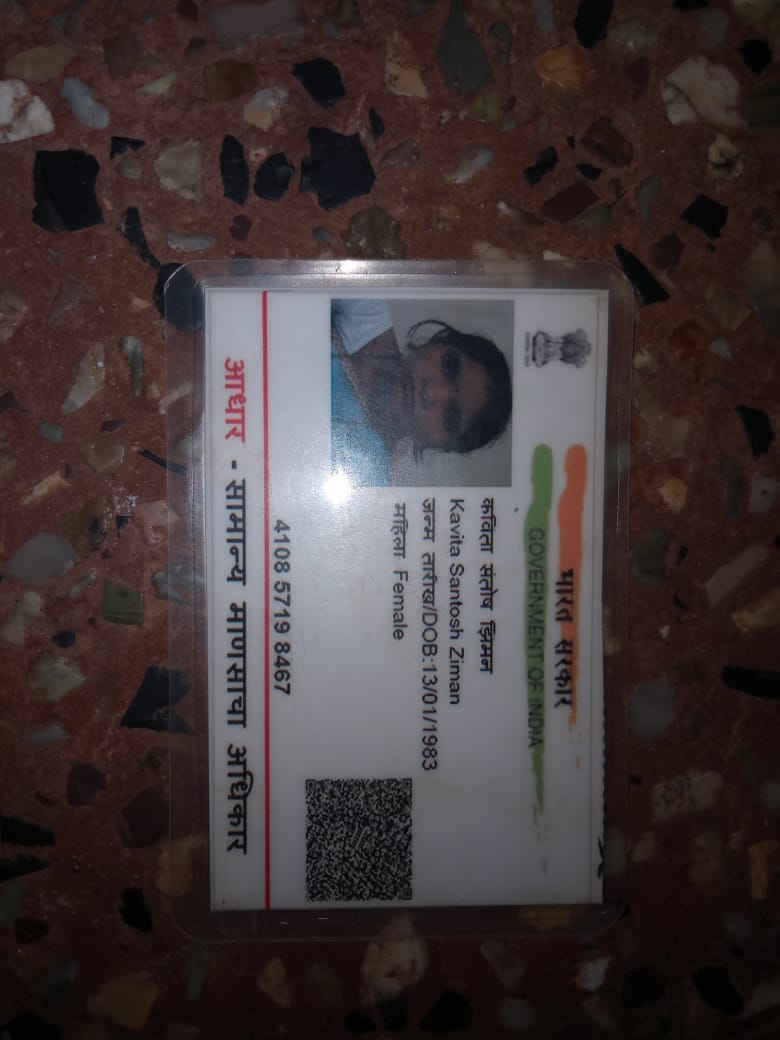 भारत सरकार
GOVERNMENT OF INDIA
कविता संतोष झिमन
Kavita Santosh Ziman
जन्म तारीख/DOB:13/01/1983
महिला Female
4108 5719 8467
आधार - सामान्य माणसाचा अधिकार